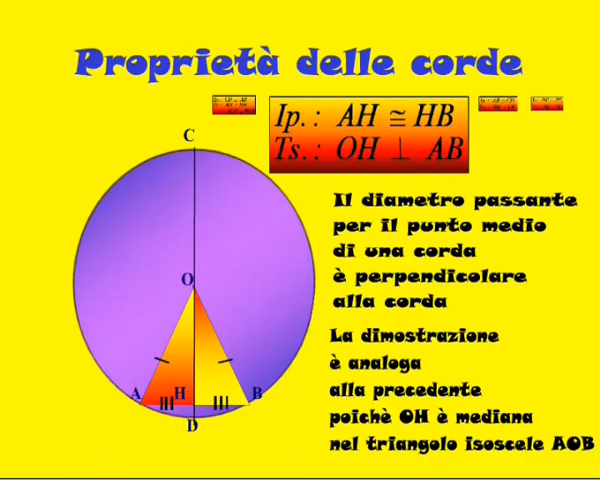 Proprietà delle corde
Ip.: AH ≅ HB
Ts.: OH ⊥ AB
C
O
A
H
B
D
Il diametro passante
per il punto medio
di una corda
è perpendicolare
alla corda
La dimostrazione
è analoga
alla precedente
poichè OH è mediana
nel triangolo isoscele AOB